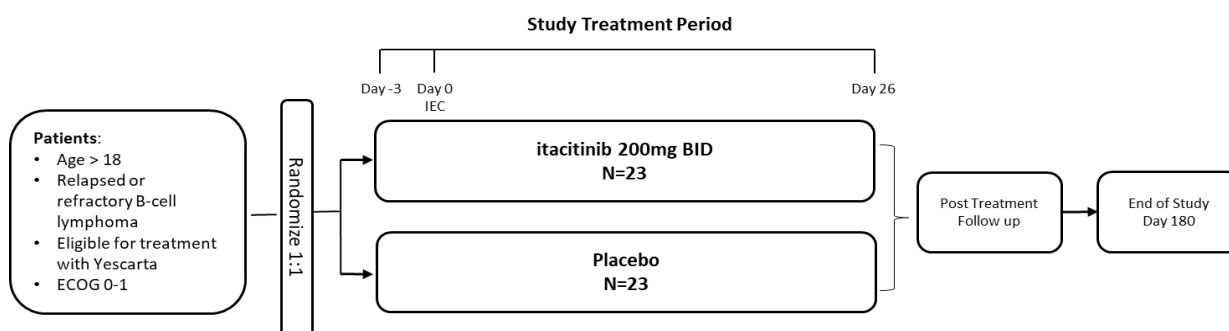 Study Treatment Period
Day -3
Day 0
IEC
Day 26
Patients:
• Age > 18
• Relapsed or
refractory B-cell
lymphoma
• Eligible for treatment
with Yescarta
• ECOG 0-1
Randomize 1:1
itacitinib 200mg BID
N=23
Placebo
N=23
Post Treatment
Follow up
End of Study
Day 180